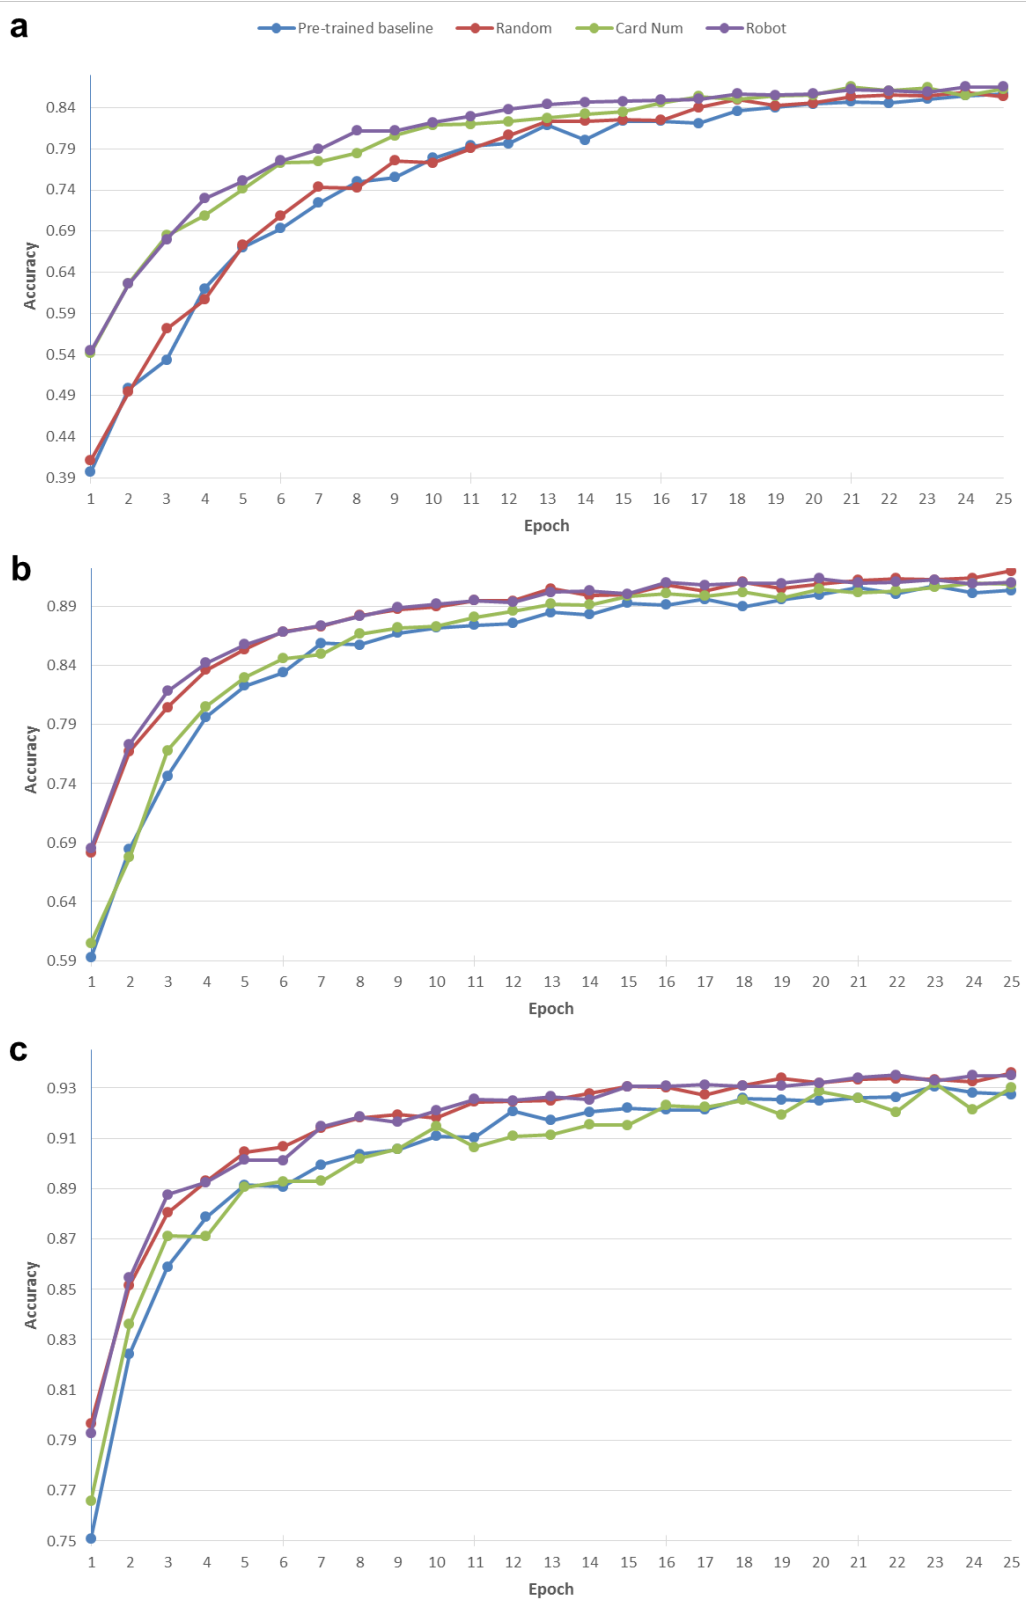 a
Pre-trained baseline Random Card Num Robot
0.84
0.79
0.74
0.69
0.64
0.59
0.54
0.49
0.44
0.39
Accuracy
1 2 3 4 5 6 7 8 9 10 11 12 13 14 15 16 17 18 19 20 21 22 23 24 25
Epoch
b
0.89
0.84
0.79
0.74
0.69
0.64
0.59
Accuracy
1 2 3 4 5 6 7 8 9 10 11 12 13 14 15 16 17 18 19 20 21 22 23 24 25
Epoch
c
0.93
0.91
0.89
0.87
0.85
0.83
0.81
0.79
0.77
0.75
Accuracy
1 2 3 4 5 6 7 8 9 10 11 12 13 14 15 16 17 18 19 20 21 22 23 24 25
Epoch